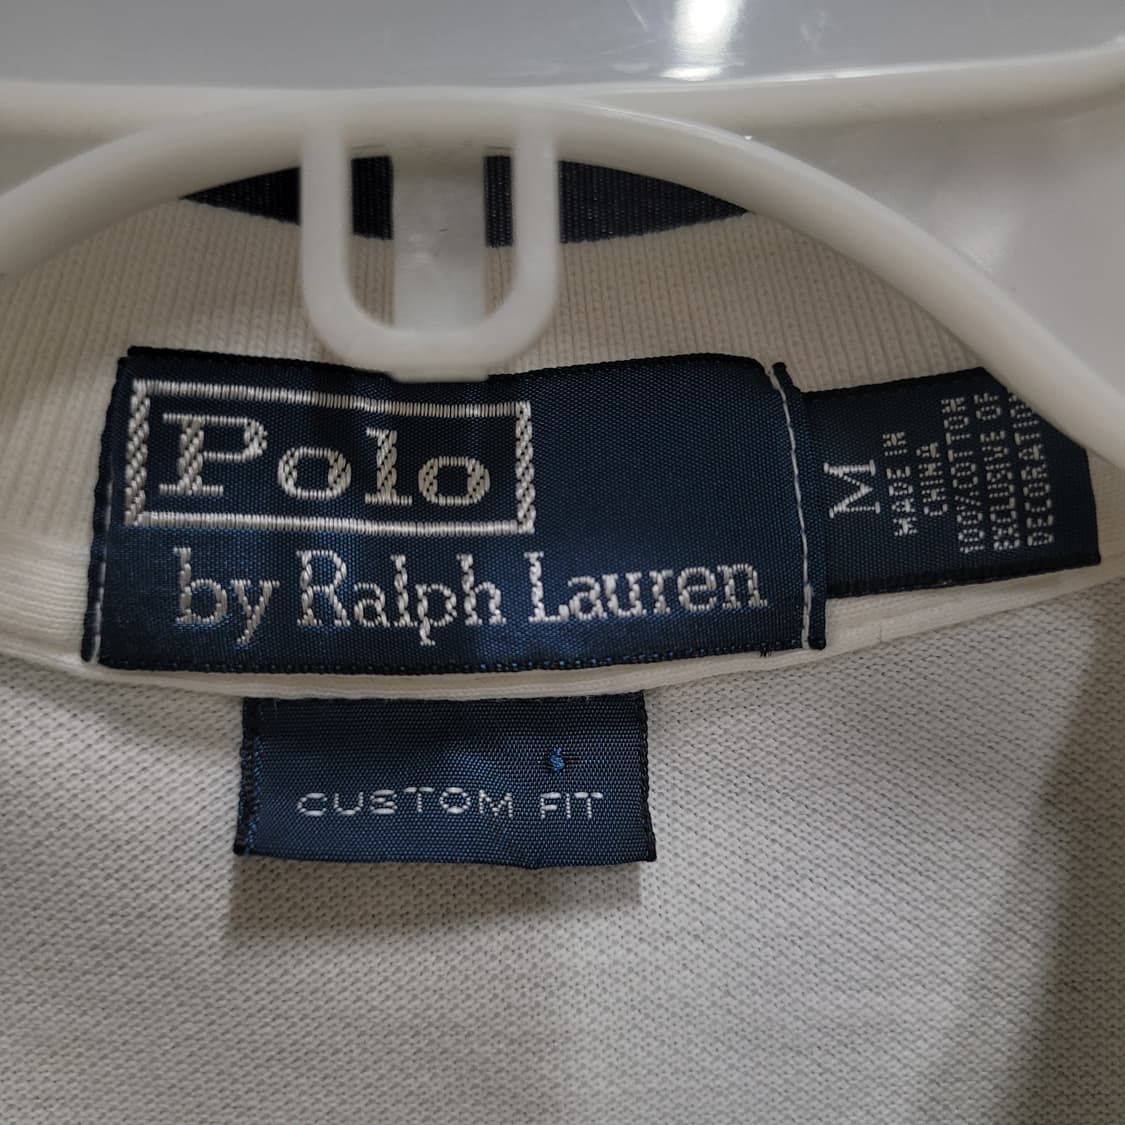 Polo
by Ralph Lauren
M
MADE IN
CHINA
100% COTTON
EXCLUSIVE OF
DECORATION
CUSTOM FIT